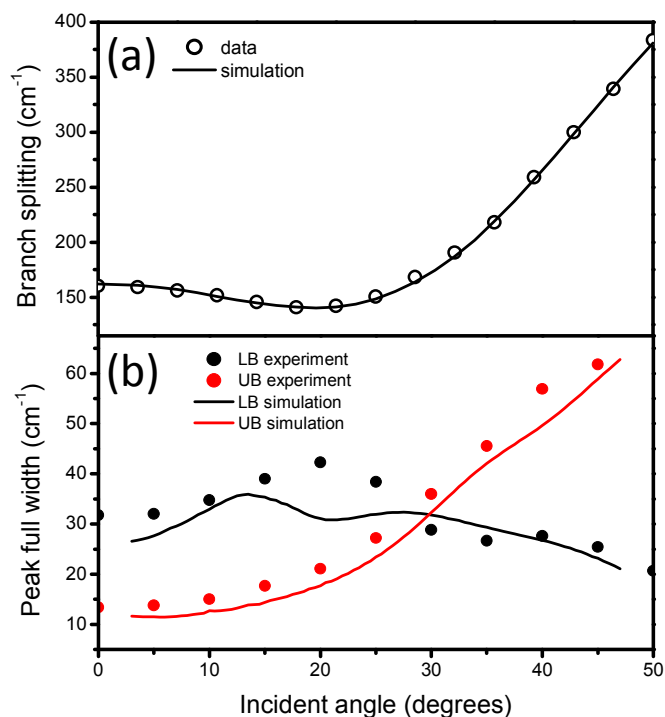 400
350
300
250
200
150
Branch splitting (cm⁻¹)
(a)
data
simulation
60
50
40
30
20
10
Peak full width (cm⁻¹)
(b)
LB experiment
UB experiment
LB simulation
UB simulation
0 10 20 30 40 50
Incident angle (degrees)